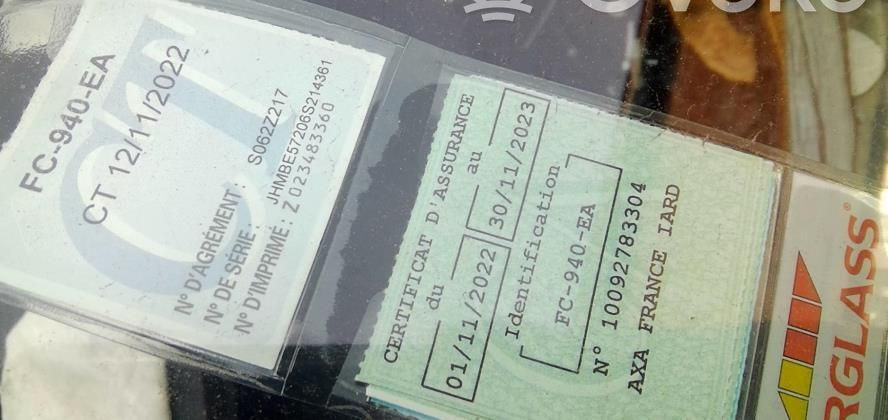 FC-940-EA
CT 12/11/2022
N° D'AGRÉMENT : S062Z217
N° DE SÉRIE : JHMBE57206S214361
N° D'IMPRIMÉ : Z 023483360
CERTIFICAT D'ASSURANCE
du au
01/11/2022 30/11/2023
Identification
FC-940-EA
N° 10092783304
AXA FRANCE IARD
RGLASS®